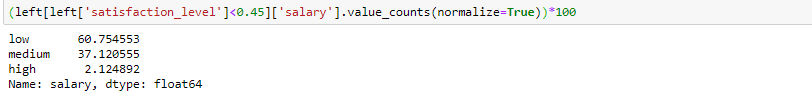 (left[left['satisfaction_level']<0.45]['salary'].value_counts(normalize=True))*100
low       60.754553
medium    37.120555
high       2.124892
Name: salary, dtype: float64